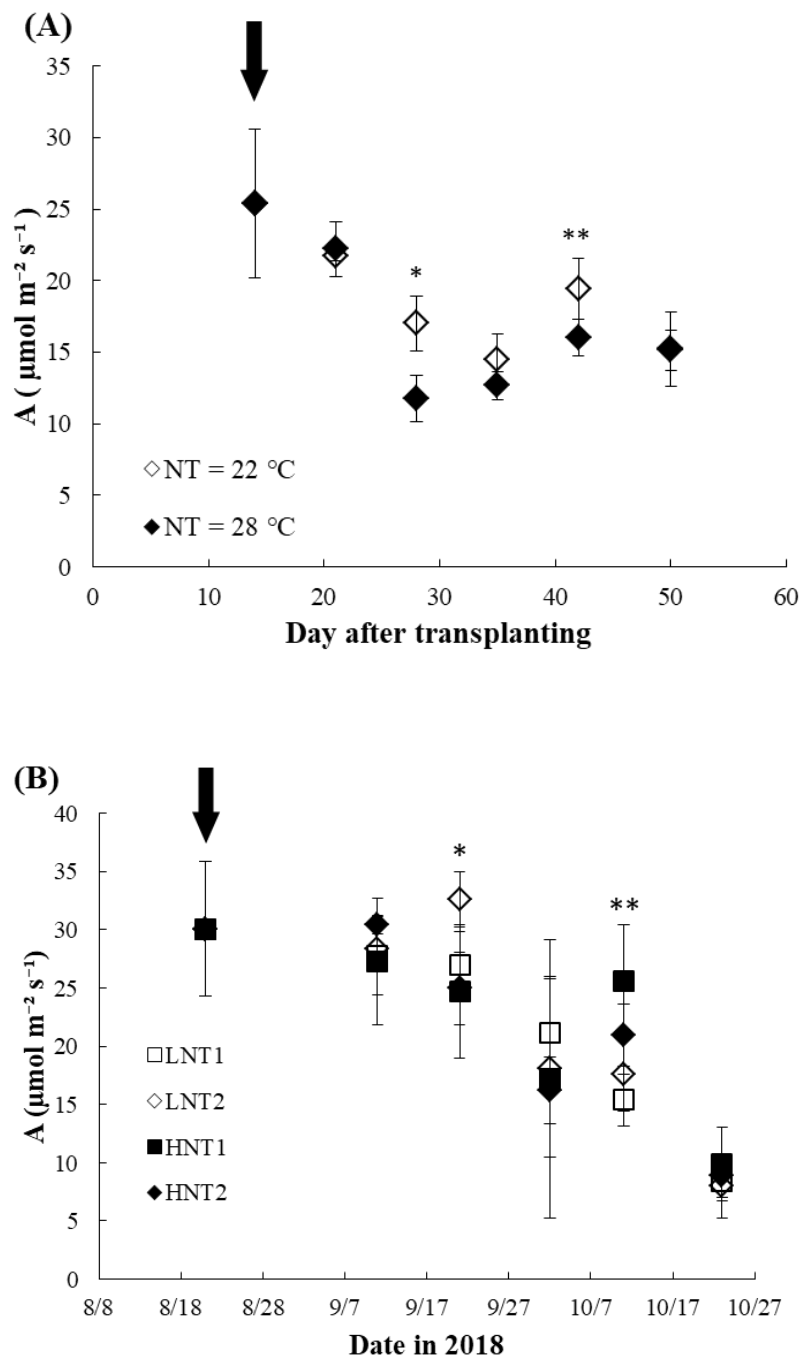 (A)
A ( μmol m⁻² s⁻¹)
35
30
25
20
15
10
5
0
*
**
NT = 22 °C
NT = 28 °C
0 10 20 30 40 50 60
Day after transplanting
(B)
A (μmol m⁻² s⁻¹)
40
35
30
25
20
15
10
5
0
*
**
LNT1
LNT2
HNT1
HNT2
8/8 8/18 8/28 9/7 9/17 9/27 10/7 10/17 10/27
Date in 2018